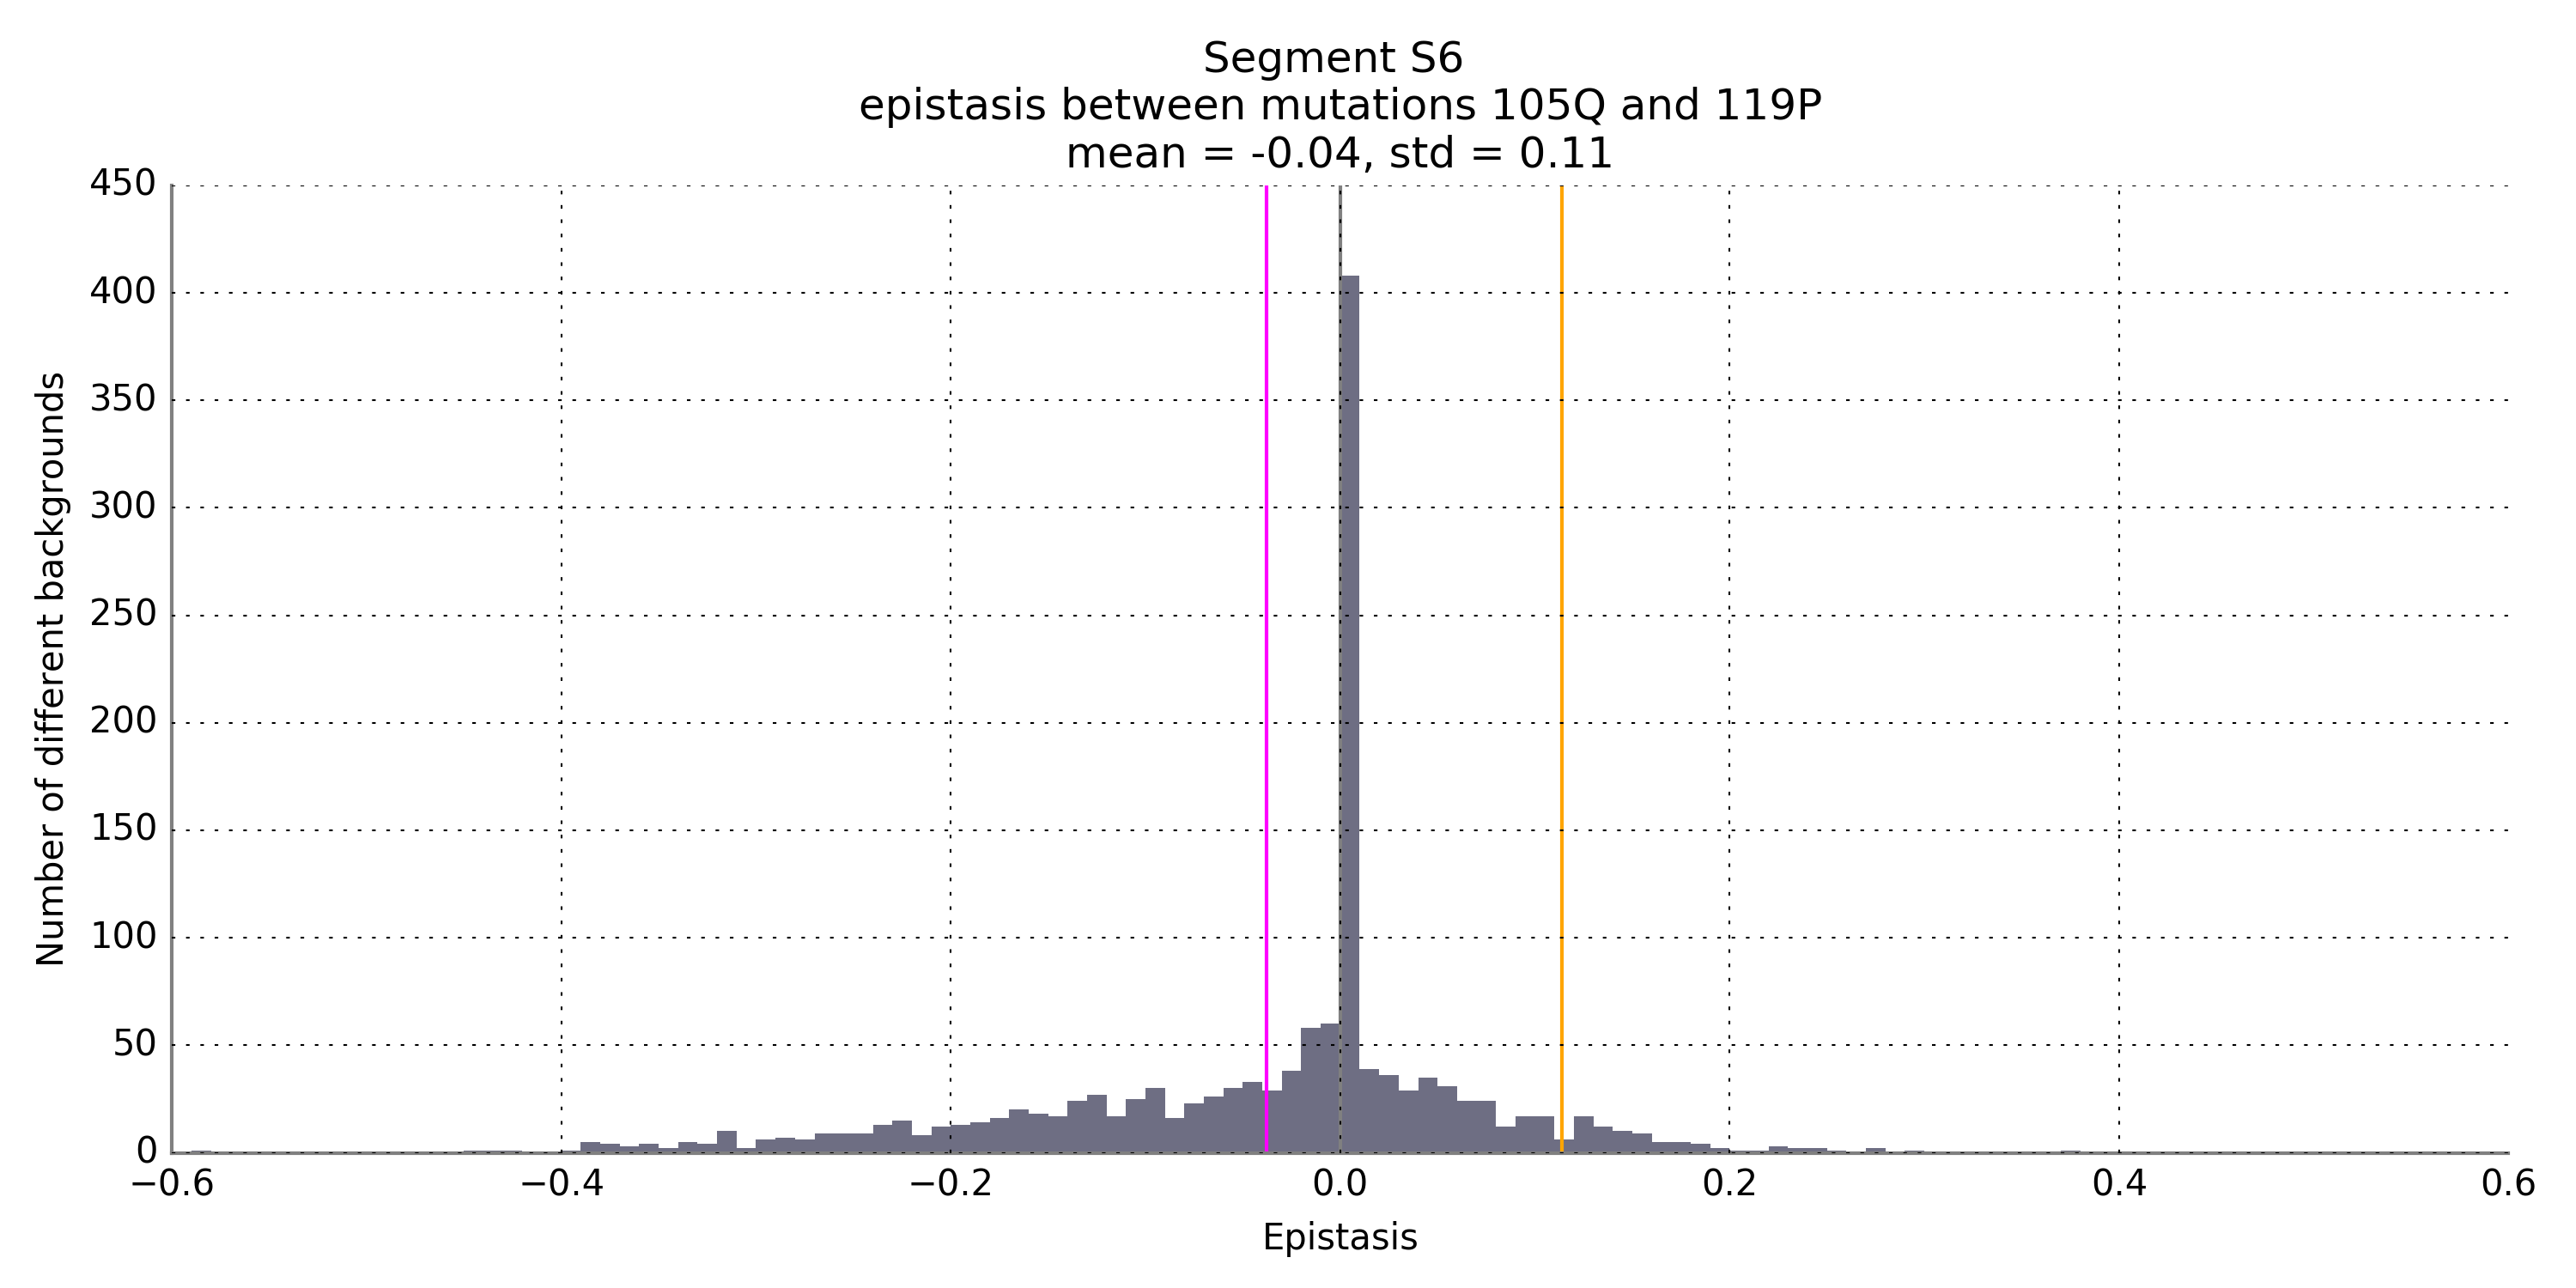 Segment S6
epistasis between mutations 105Q and 119P
mean = -0.04, std = 0.11
450
400
350
300
250
200
150
100
50
0
Number of different backgrounds
−0.6 −0.4 −0.2 0.0 0.2 0.4 0.6
Epistasis